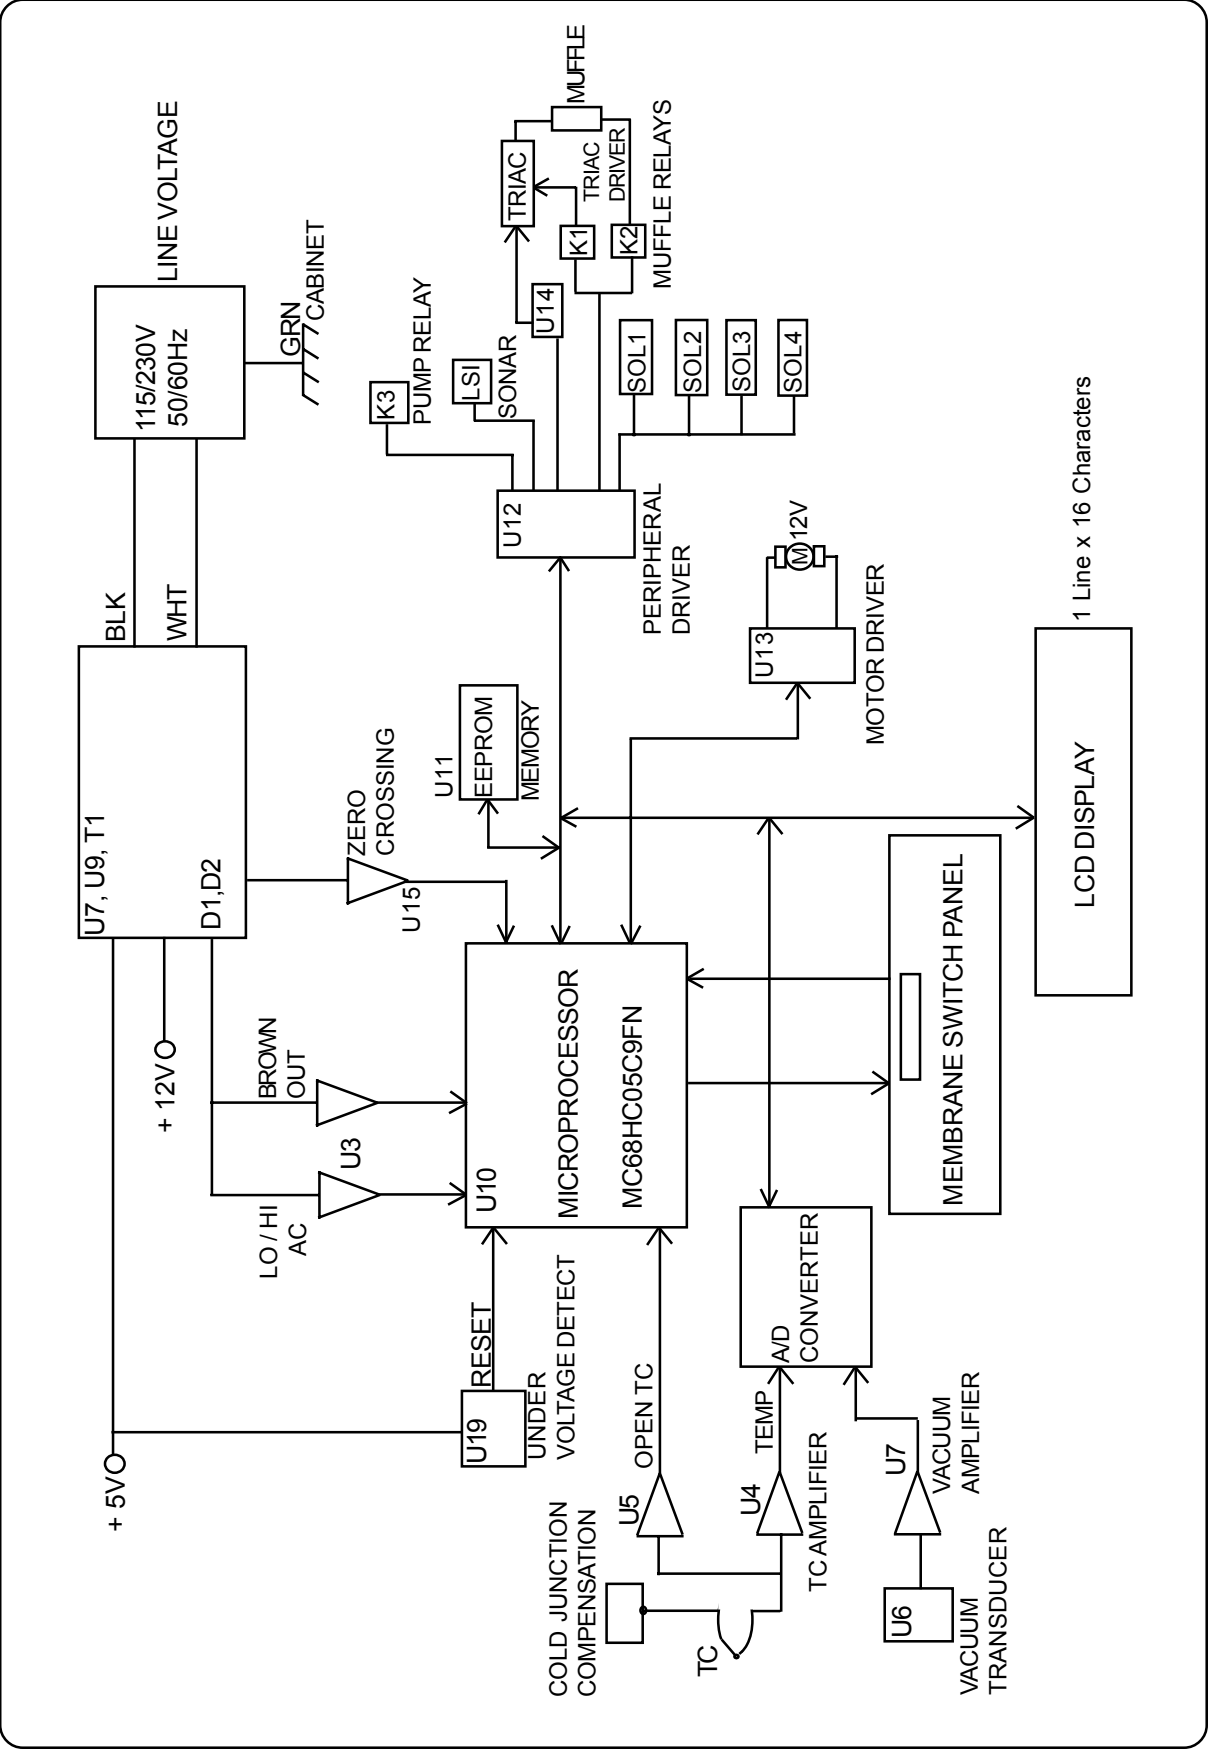 LINE VOLTAGE
115/230V
50/60Hz
GRN
CABINET
BLK
WHT
U7, U9, T1
D1,D2
+ 12V
+ 5V
ZERO
CROSSING
U15
BROWN
OUT
U3
LO / HI
AC
U19
RESET
UNDER
VOLTAGE DETECT
U10
MICROPROCESSOR
MC68HC05C9FN
U11
EEPROM
MEMORY
K3
PUMP RELAY
LSI
SONAR
U14
TRIAC
MUFFLE
TRIAC
DRIVER
K1
K2
MUFFLE RELAYS
SOL1
SOL2
SOL3
SOL4
U12
PERIPHERAL
DRIVER
M
12V
U13
MOTOR DRIVER
1 Line x 16 Characters
LCD DISPLAY
MEMBRANE SWITCH PANEL
A/D
CONVERTER
OPEN TC
TEMP
COLD JUNCTION
COMPENSATION
U5
U4
TC AMPLIFIER
TC
U7
VACUUM
AMPLIFIER
U6
VACUUM
TRANSDUCER